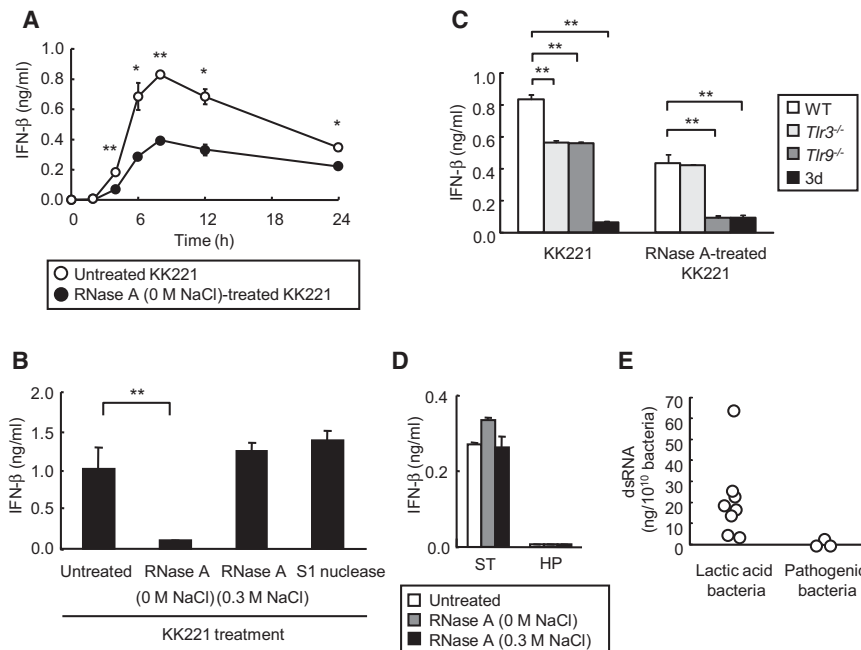 A
IFN-β (ng/ml)
1.0
0.8
0.6
0.4
0.2
0.0
**
*
**
*
*
0 6 12 18 24
Time (h)
Untreated KK221
RNase A (0 M NaCl)-treated KK221
C
IFN-β (ng/ml)
1.0
0.8
0.6
0.4
0.2
0.0
**
**
**
**
**
KK221
RNase A-treated
KK221
WT
Tlr3-/-
Tlr9-/-
3d
B
IFN-β (ng/ml)
2.0
1.5
1.0
0.5
0.0
**
Untreated RNase A RNase A S1 nuclease
(0 M NaCl) (0.3 M NaCl)
KK221 treatment
D
IFN-β (ng/ml)
0.4
0.2
0.0
ST HP
Untreated
RNase A (0 M NaCl)
RNase A (0.3 M NaCl)
E
dsRNA
(ng/10¹⁰ bacteria)
70
60
50
40
30
20
10
0
Lactic acid
bacteria
Pathogenic
bacteria